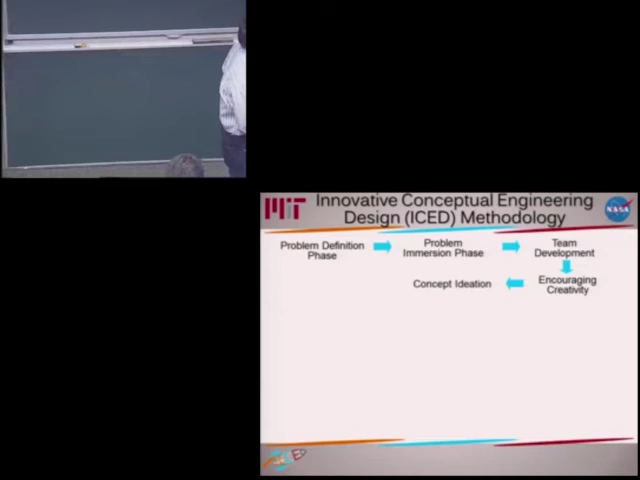 MIT
Innovative Conceptual Engineering
Design (ICED) Methodology
NASA
Problem Definition
Phase
Problem
Immersion Phase
Team
Development
Concept Ideation
Encouraging
Creativity